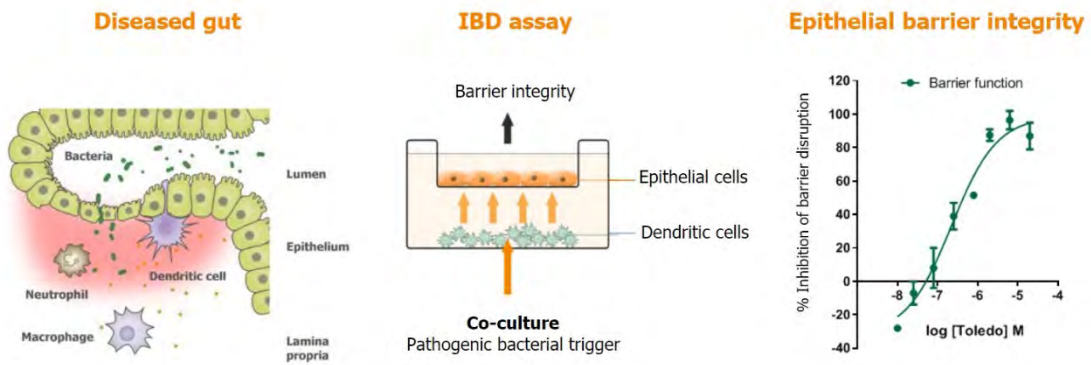 Diseased gut
Bacteria
Lumen
Epithelium
Dendritic cell
Neutrophil
Macrophage
Lamina
propria
IBD assay
Barrier integrity
Epithelial cells
Dendritic cells
Co-culture
Pathogenic bacterial trigger
Epithelial barrier integrity
% Inhibition of barrier disruption
120
100
80
60
40
20
0
-20
-40
Barrier function
-8
-7
-6
-5
-4
log [Toledo] M